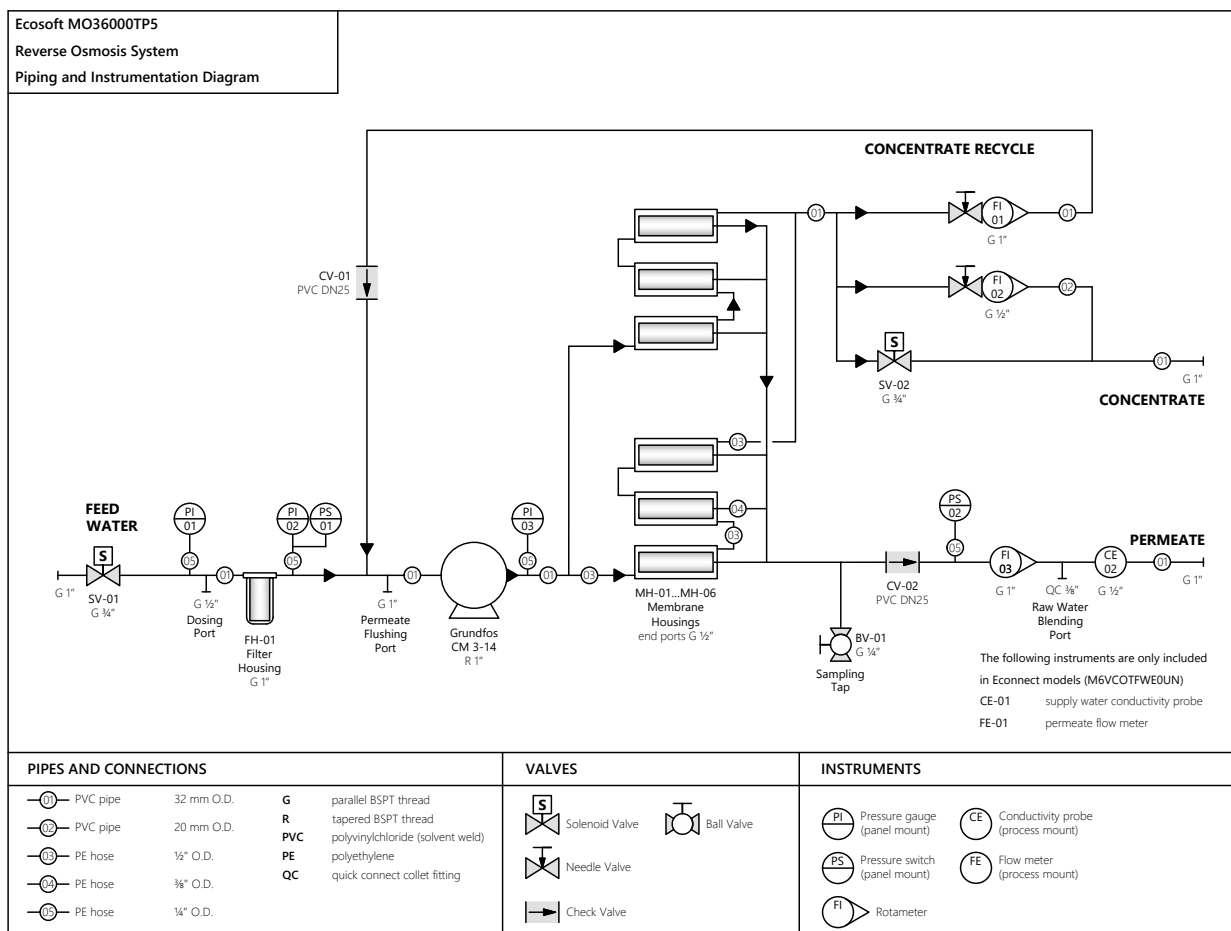 Ecosoft MO36000TP5
Reverse Osmosis System
Piping and Instrumentation Diagram
CONCENTRATE RECYCLE
01
FI
01
01
G 1"
CV-01
PVC DN25
FI
02
02
G ½"
S
SV-02
G ¾"
01
G 1"
CONCENTRATE
03
04
03
FEED
WATER
PI
01
PI
02
PS
01
PI
03
PS
02
PERMEATE
S
05
05
05
05
G 1"
SV-01
G ¾"
01
01
01
03
FI
03
CE
02
01
G 1"
G ½"
Dosing
Port
FH-01
Filter
Housing
G 1"
G 1"
Permeate
Flushing
Port
Grundfos
CM 3-14
R 1"
MH-01...MH-06
Membrane
Housings
end ports G ½"
CV-02
PVC DN25
G 1"
QC ⅜"
Raw Water
Blending
Port
G ½"
BV-01
G ¼"
Sampling
Tap
The following instruments are only included
in Econnect models (M6VCOTFWE0UN)
CE-01 supply water conductivity probe
FE-01 permeate flow meter
PIPES AND CONNECTIONS
01 PVC pipe 32 mm O.D.
02 PVC pipe 20 mm O.D.
03 PE hose ½" O.D.
04 PE hose ⅜" O.D.
05 PE hose ¼" O.D.
G parallel BSPT thread
R tapered BSPT thread
PVC polyvinylchloride (solvent weld)
PE polyethylene
QC quick connect collet fitting
VALVES
S Solenoid Valve
Ball Valve
Needle Valve
Check Valve
INSTRUMENTS
PI Pressure gauge
(panel mount)
CE Conductivity probe
(process mount)
PS Pressure switch
(panel mount)
FE Flow meter
(process mount)
FI Rotameter